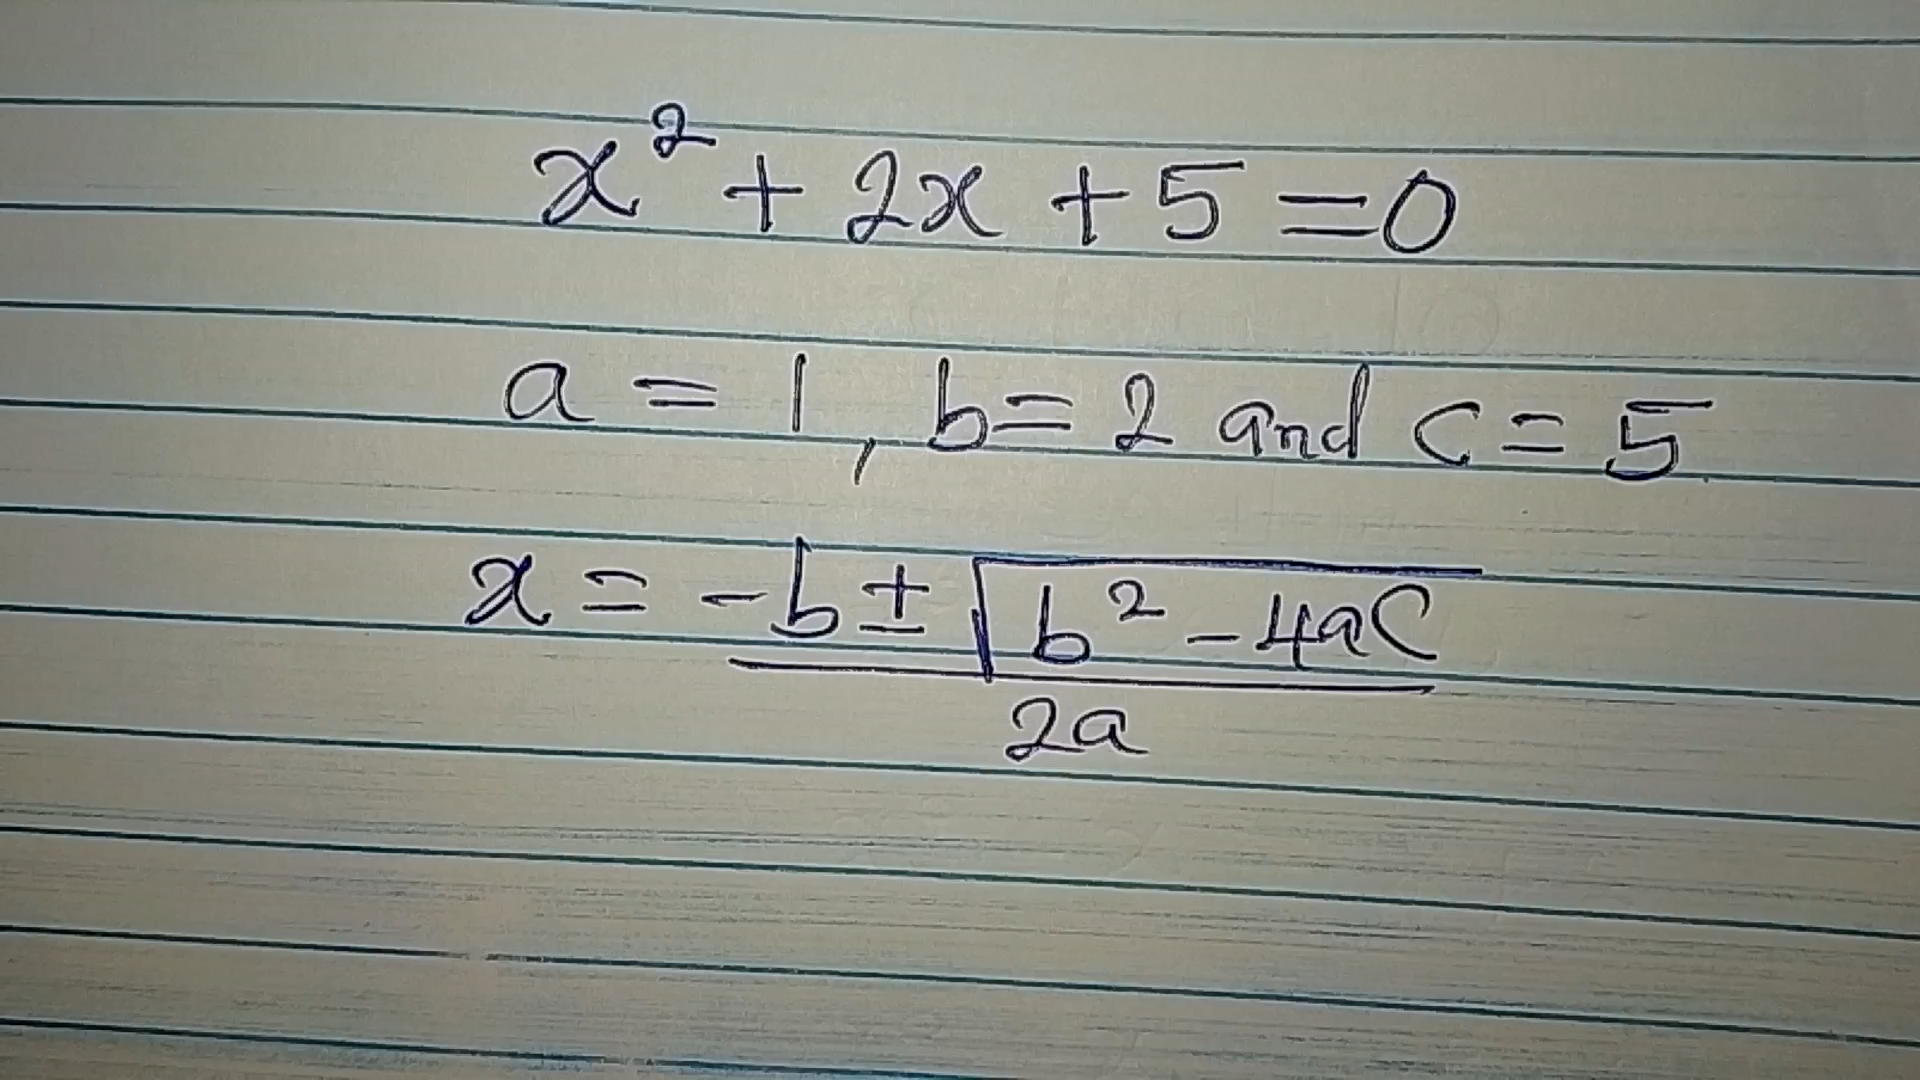 x² + 2x + 5 = 0
a = 1, b = 2 and c = 5
x = -b ± √(b² - 4ac)
2a